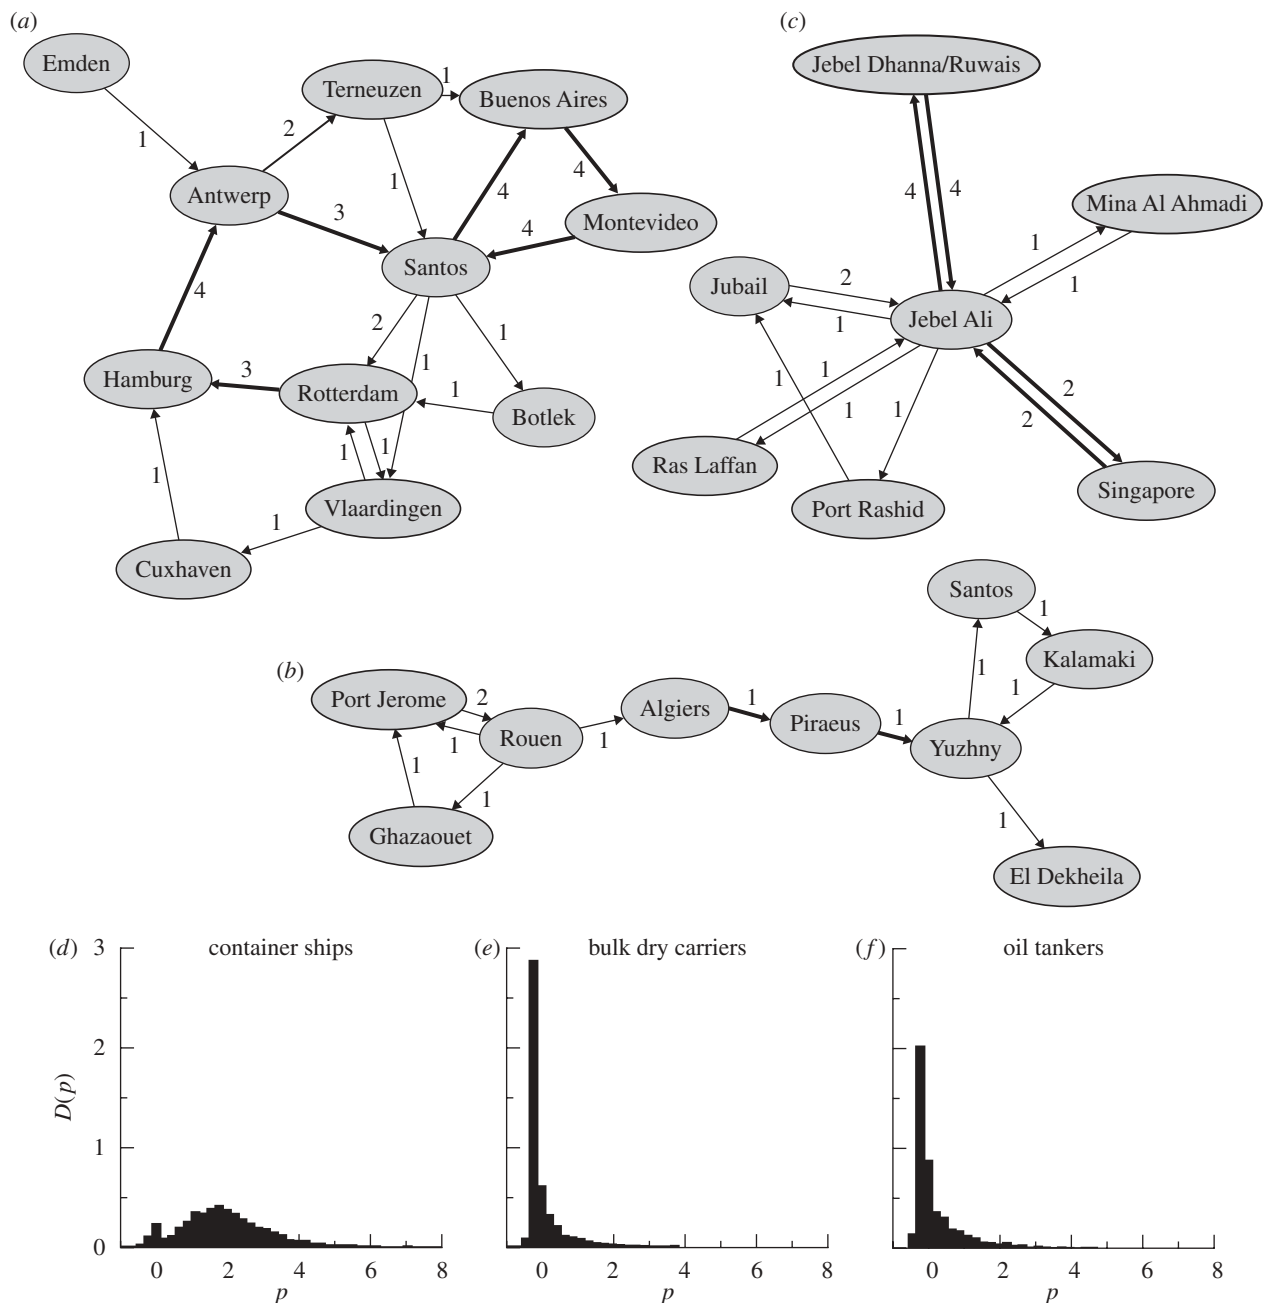 (a)
Emden
1
Antwerp
2
Terneuzen
1
Buenos Aires
1
3
4
4
Montevideo
4
Santos
4
Hamburg
3
Rotterdam
2
1
1
1
Botlek
1
1
1
Vlaardingen
1
Cuxhaven
(c)
Jebel Dhanna/Ruwais
4
4
Mina Al Ahmadi
1
1
Jubail
2
1
Jebel Ali
1
1
1
1
2
2
Ras Laffan
Port Rashid
Singapore
(b)
Port Jerome
2
1
Rouen
1
1
1
Ghazaouet
Algiers
1
Piraeus
1
Yuzhny
1
Santos
1
Kalamaki
1
1
El Dekheila
(d)
container ships
3
2
1
0
D(p)
0 2 4 6 8
p
(e)
bulk dry carriers
0 2 4 6 8
p
(f)
oil tankers
0 2 4 6 8
p